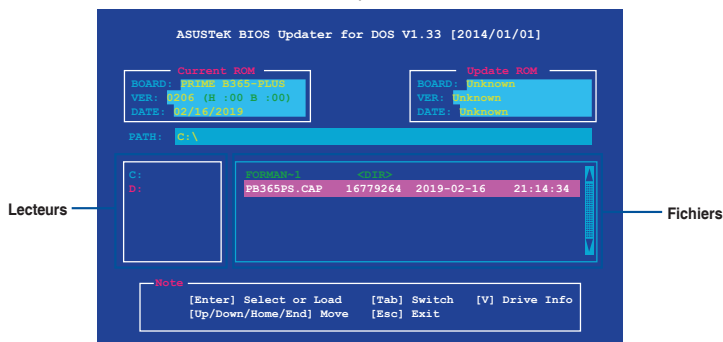 ASUSTeK BIOS Updater for DOS V1.33 [2014/01/01]
Current ROM
BOARD: PRIME B365-PLUS
VER: 0206 (H :00 B :00)
DATE: 02/16/2019
Update ROM
BOARD: Unknown
VER: Unknown
DATE: Unknown
PATH: C:\
C:
D:
FORMAN~1 <DIR>
PB365PS.CAP 16779264 2019-02-16 21:14:34
Lecteurs
Fichiers
Note
[Enter] Select or Load [Tab] Switch [V] Drive Info
[Up/Down/Home/End] Move [Esc] Exit